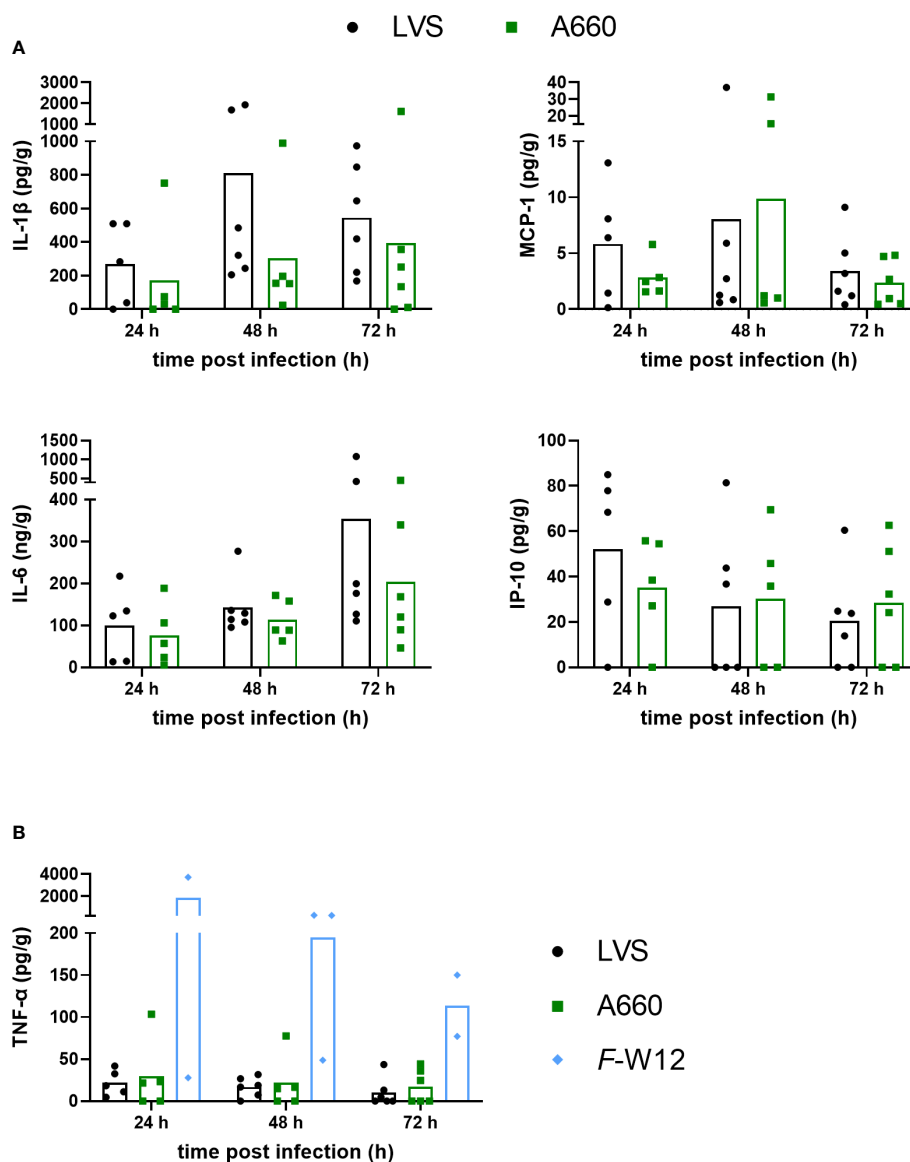 LVS A660
A
IL-1β (pg/g)
3000
2000
1000
1000
800
600
400
200
0
24 h 48 h 72 h
time post infection (h)
MCP-1 (pg/g)
40
30
20
15
10
5
0
24 h 48 h 72 h
time post infection (h)
IL-6 (ng/g)
1500
1000
500
400
300
200
100
0
24 h 48 h 72 h
time post infection (h)
IP-10 (pg/g)
100
80
60
40
20
0
24 h 48 h 72 h
time post infection (h)
B
TNF-α (pg/g)
4000
2000
200
150
100
50
0
24 h 48 h 72 h
time post infection (h)
LVS
A660
F-W12